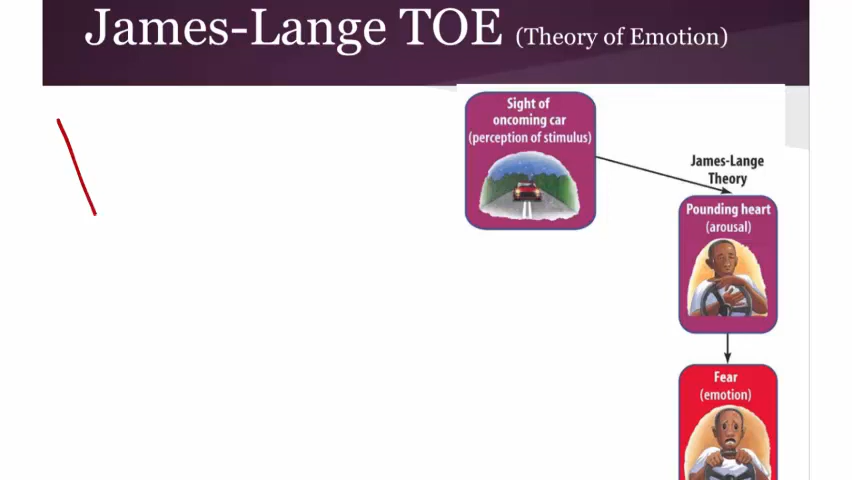 James-Lange TOE (Theory of Emotion)
Sight of
oncoming car
(perception of stimulus)
James-Lange
Theory
Pounding heart
(arousal)
Fear
(emotion)